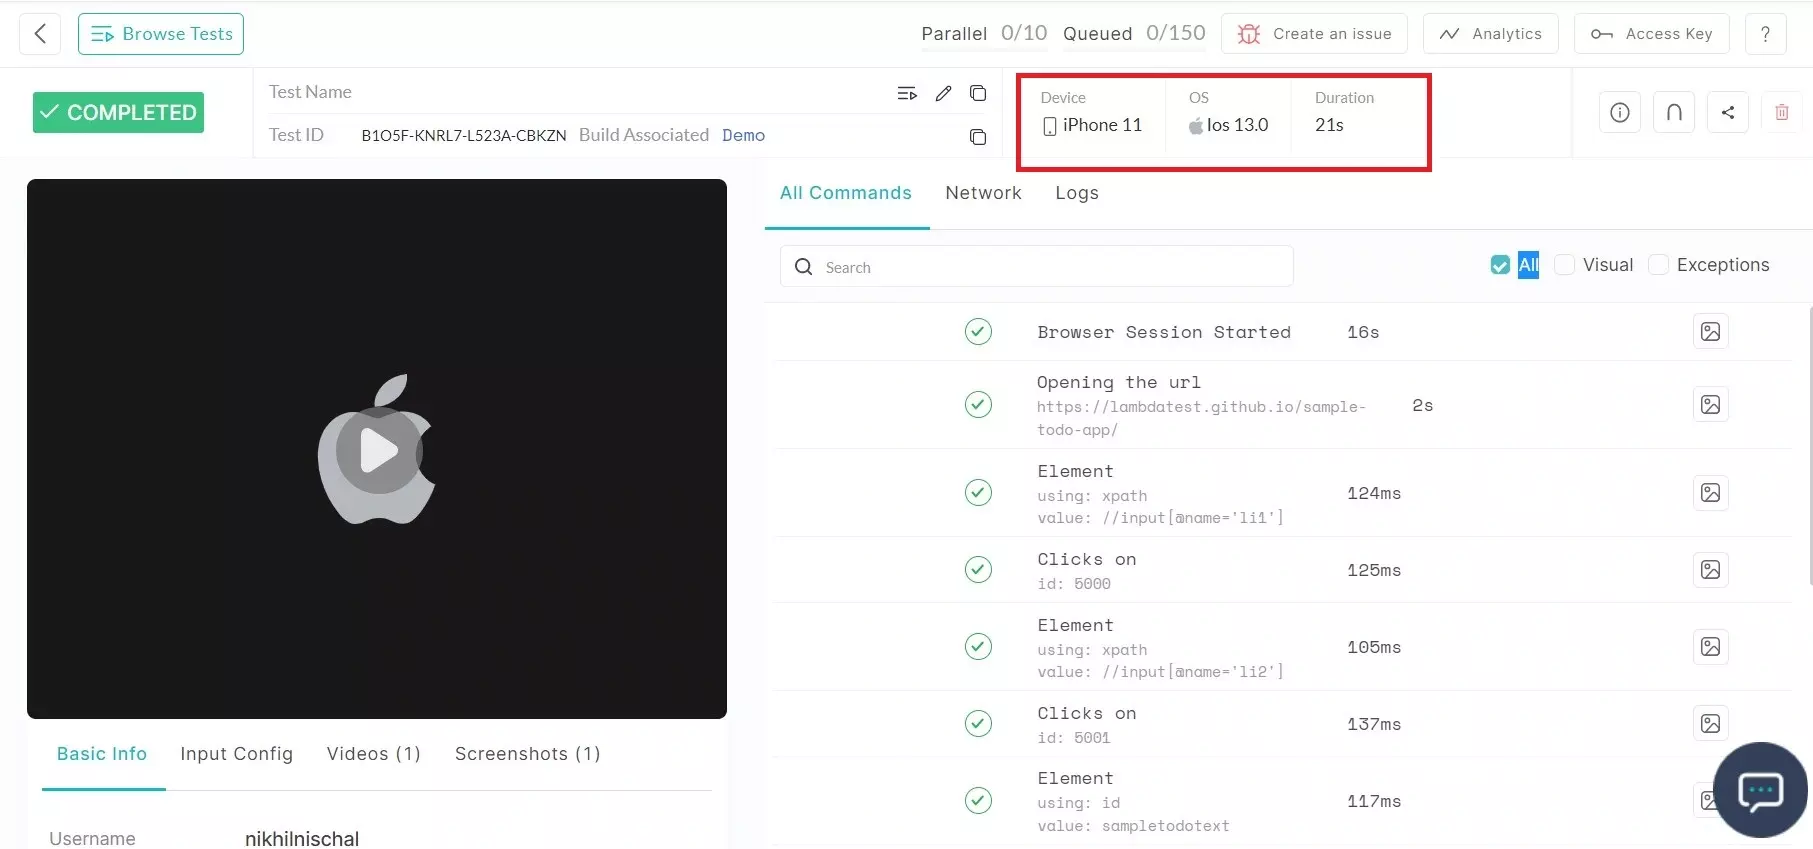 Browse Tests
Parallel 0/10 Queued 0/150 Create an issue Analytics Access Key ?
COMPLETED
Test Name
Test ID B1O5F-KNRL7-L523A-CBKZN Build Associated Demo
Device OS Duration
iPhone 11 Ios 13.0 21s
All Commands Network Logs
Search
All Visual Exceptions
Browser Session Started 16s
Opening the url
https://lambdatest.github.io/sample-
todo-app/
2s
Element
using: xpath
value: //input[@name='li1']
124ms
Clicks on
id: 5000
125ms
Element
using: xpath
value: //input[@name='li2']
105ms
Clicks on
id: 5001
137ms
Element
using: id
value: sampletodotext
117ms
Basic Info Input Config Videos (1) Screenshots (1)
Username nikhilnischal